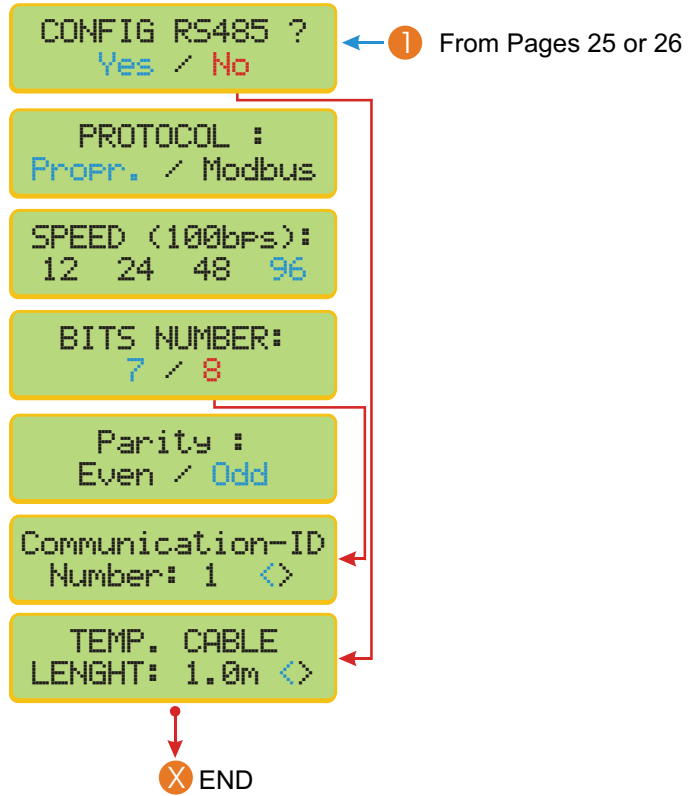 CONFIG RS485 ?
Yes / No
1 From Pages 25 or 26
PROTOCOL :
Propr. / Modbus
SPEED (100bps):
12 24 48 96
BITS NUMBER:
7 / 8
Parity :
Even / Odd
Communication-ID
Number: 1 <>
TEMP. CABLE
LENGHT: 1.0m <>
X END